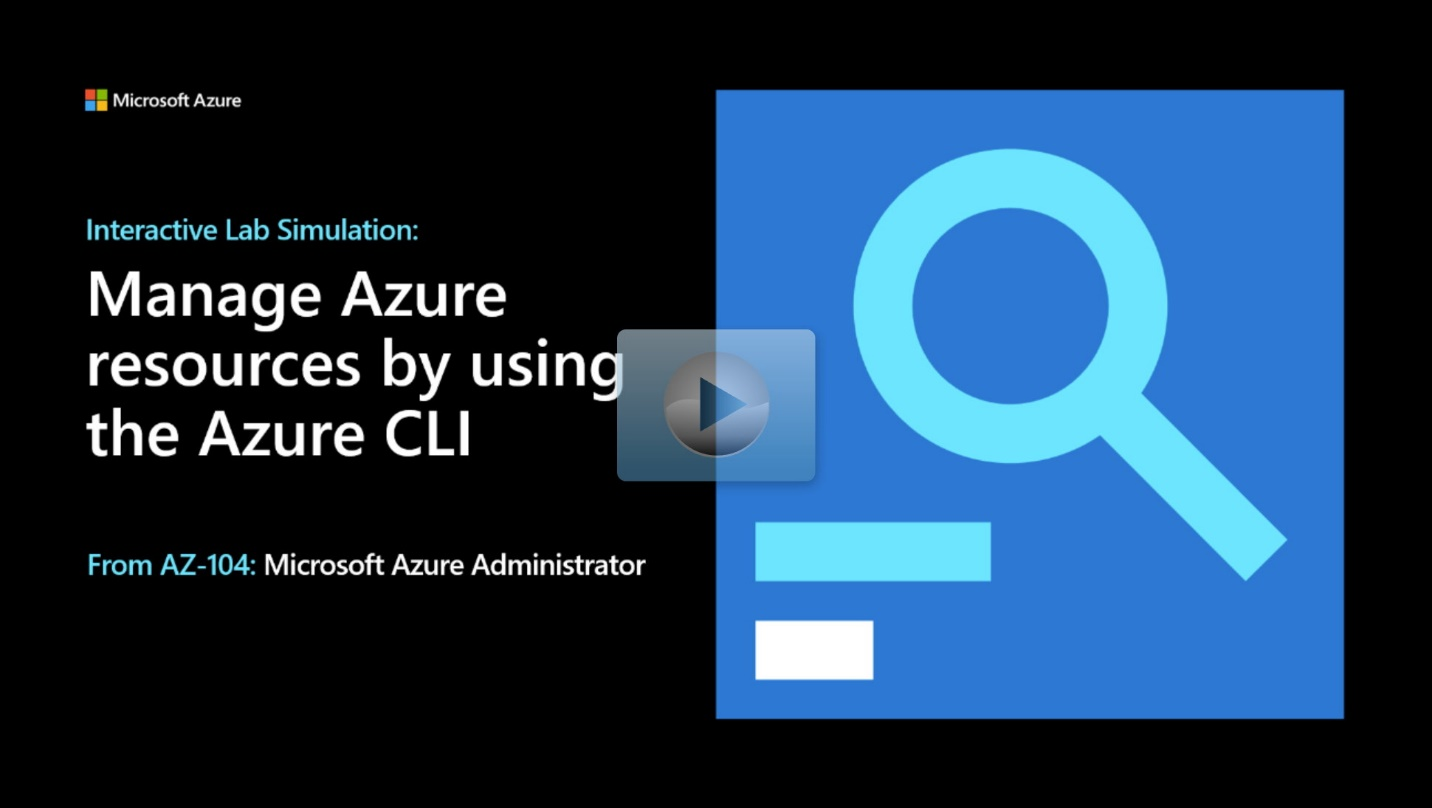 Microsoft Azure
Interactive Lab Simulation:
Manage Azure
resources by using
the Azure CLI
From AZ-104: Microsoft Azure Administrator